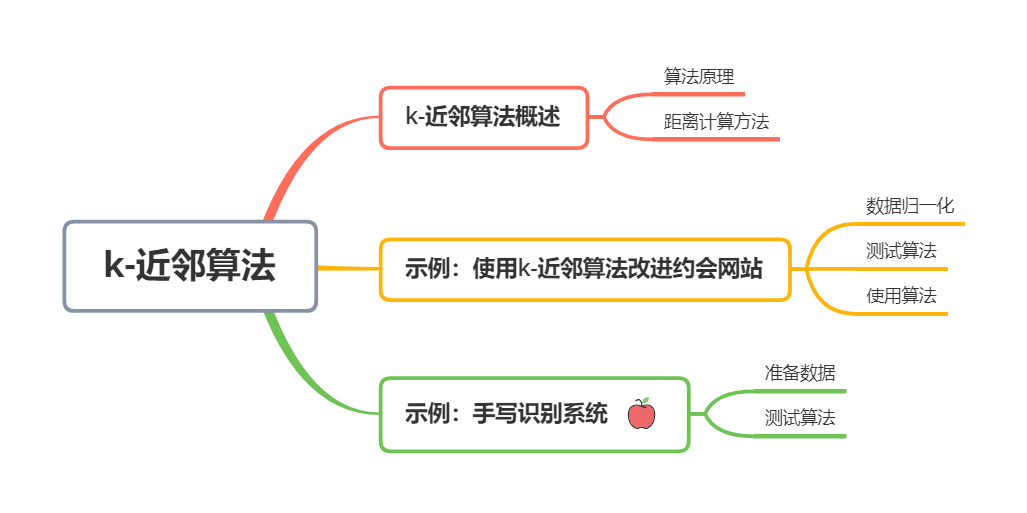 k-近邻算法
k-近邻算法概述
算法原理
距离计算方法
示例：使用k-近邻算法改进约会网站
数据归一化
测试算法
使用算法
示例：手写识别系统
准备数据
测试算法